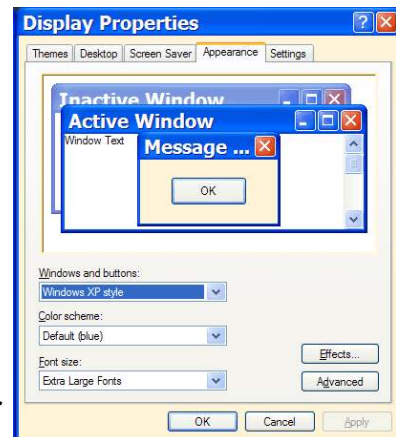 Display Properties
Themes Desktop Screen Saver Appearance Settings
Inactive Window
Active Window
Window Text
Message ...
OK
Windows and buttons:
Windows XP style
Color scheme:
Default (blue)
Font size:
Extra Large Fonts
Effects...
Advanced
OK Cancel Apply